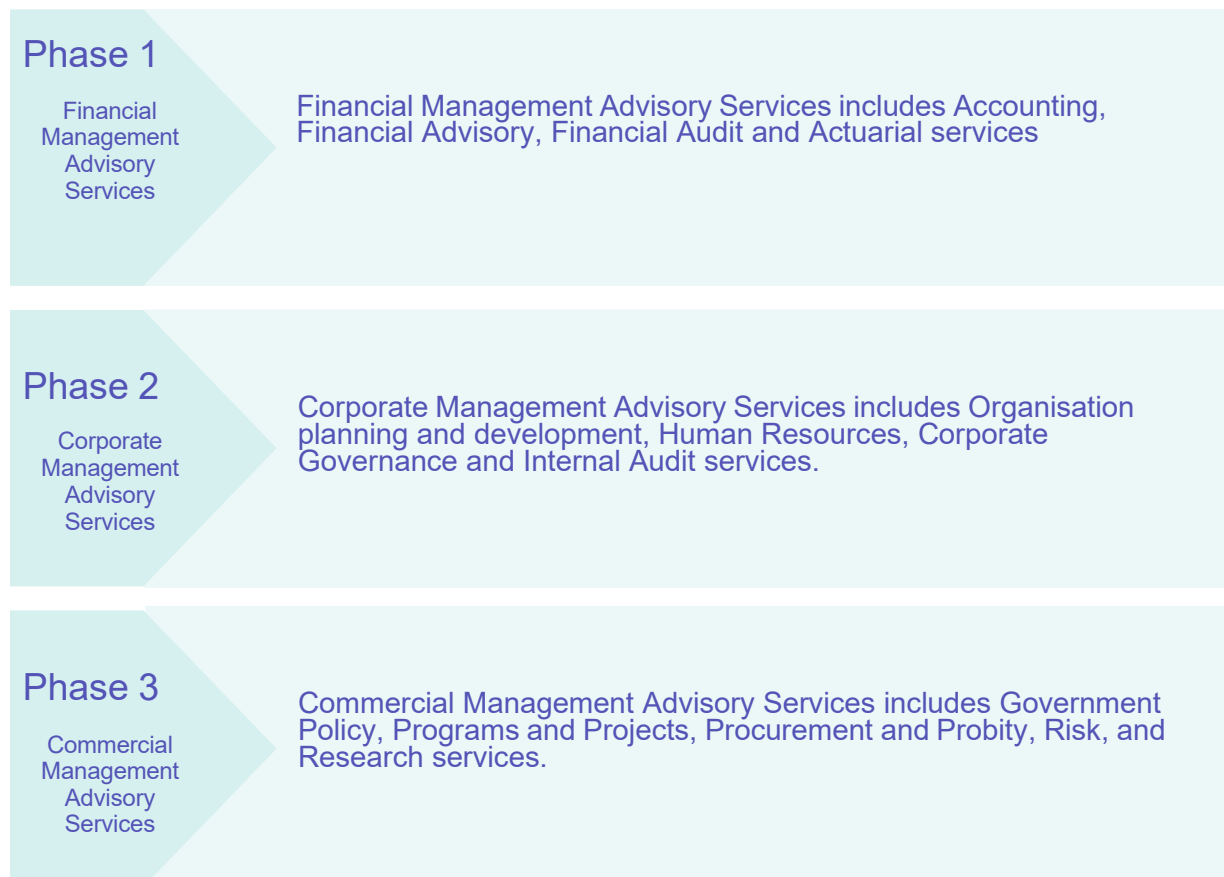 Phase 1
Financial
Management
Advisory
Services
Financial Management Advisory Services includes Accounting,
Financial Advisory, Financial Audit and Actuarial services
Phase 2
Corporate
Management
Advisory
Services
Corporate Management Advisory Services includes Organisation
planning and development, Human Resources, Corporate
Governance and Internal Audit services.
Phase 3
Commercial
Management
Advisory
Services
Commercial Management Advisory Services includes Government
Policy, Programs and Projects, Procurement and Probity, Risk, and
Research services.